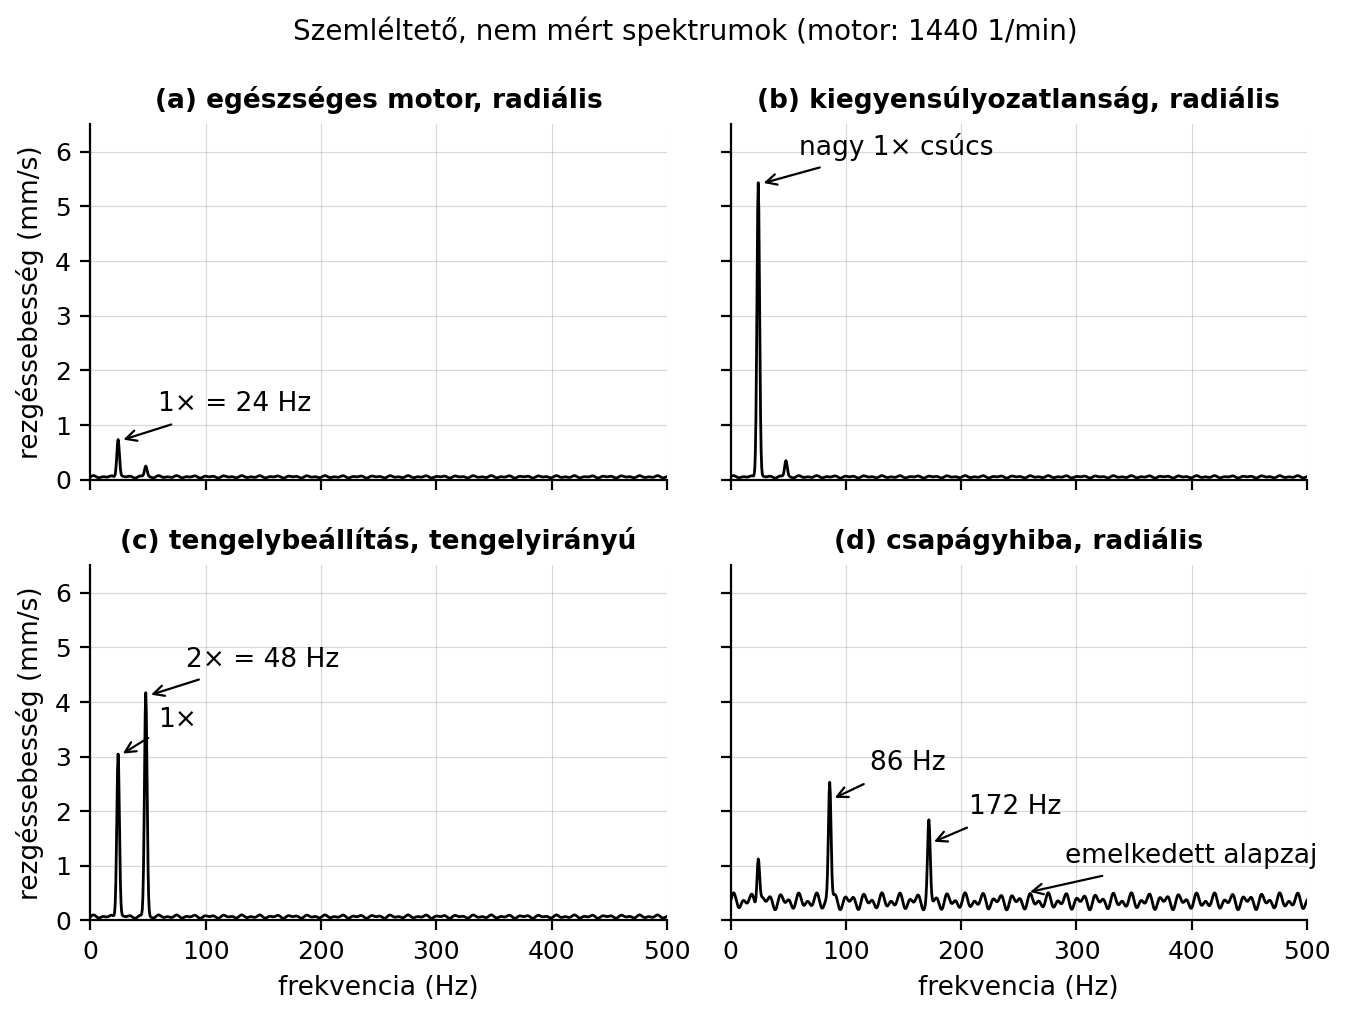 Szemléltető, nem mért spektrumok (motor: 1440 1/min)
(a) egészséges motor, radiális
rezgéssebesség (mm/s)
6
5
4
3
2
1
0
1× = 24 Hz
(b) kiegyensúlyozatlanság, radiális
nagy 1× csúcs
(c) tengelybeállítás, tengelyirányú
rezgéssebesség (mm/s)
6
5
4
3
2
1
0
2× = 48 Hz
1×
0 100 200 300 400 500
frekvencia (Hz)
(d) csapágyhiba, radiális
86 Hz
172 Hz
emelkedett alapzaj
0 100 200 300 400 500
frekvencia (Hz)